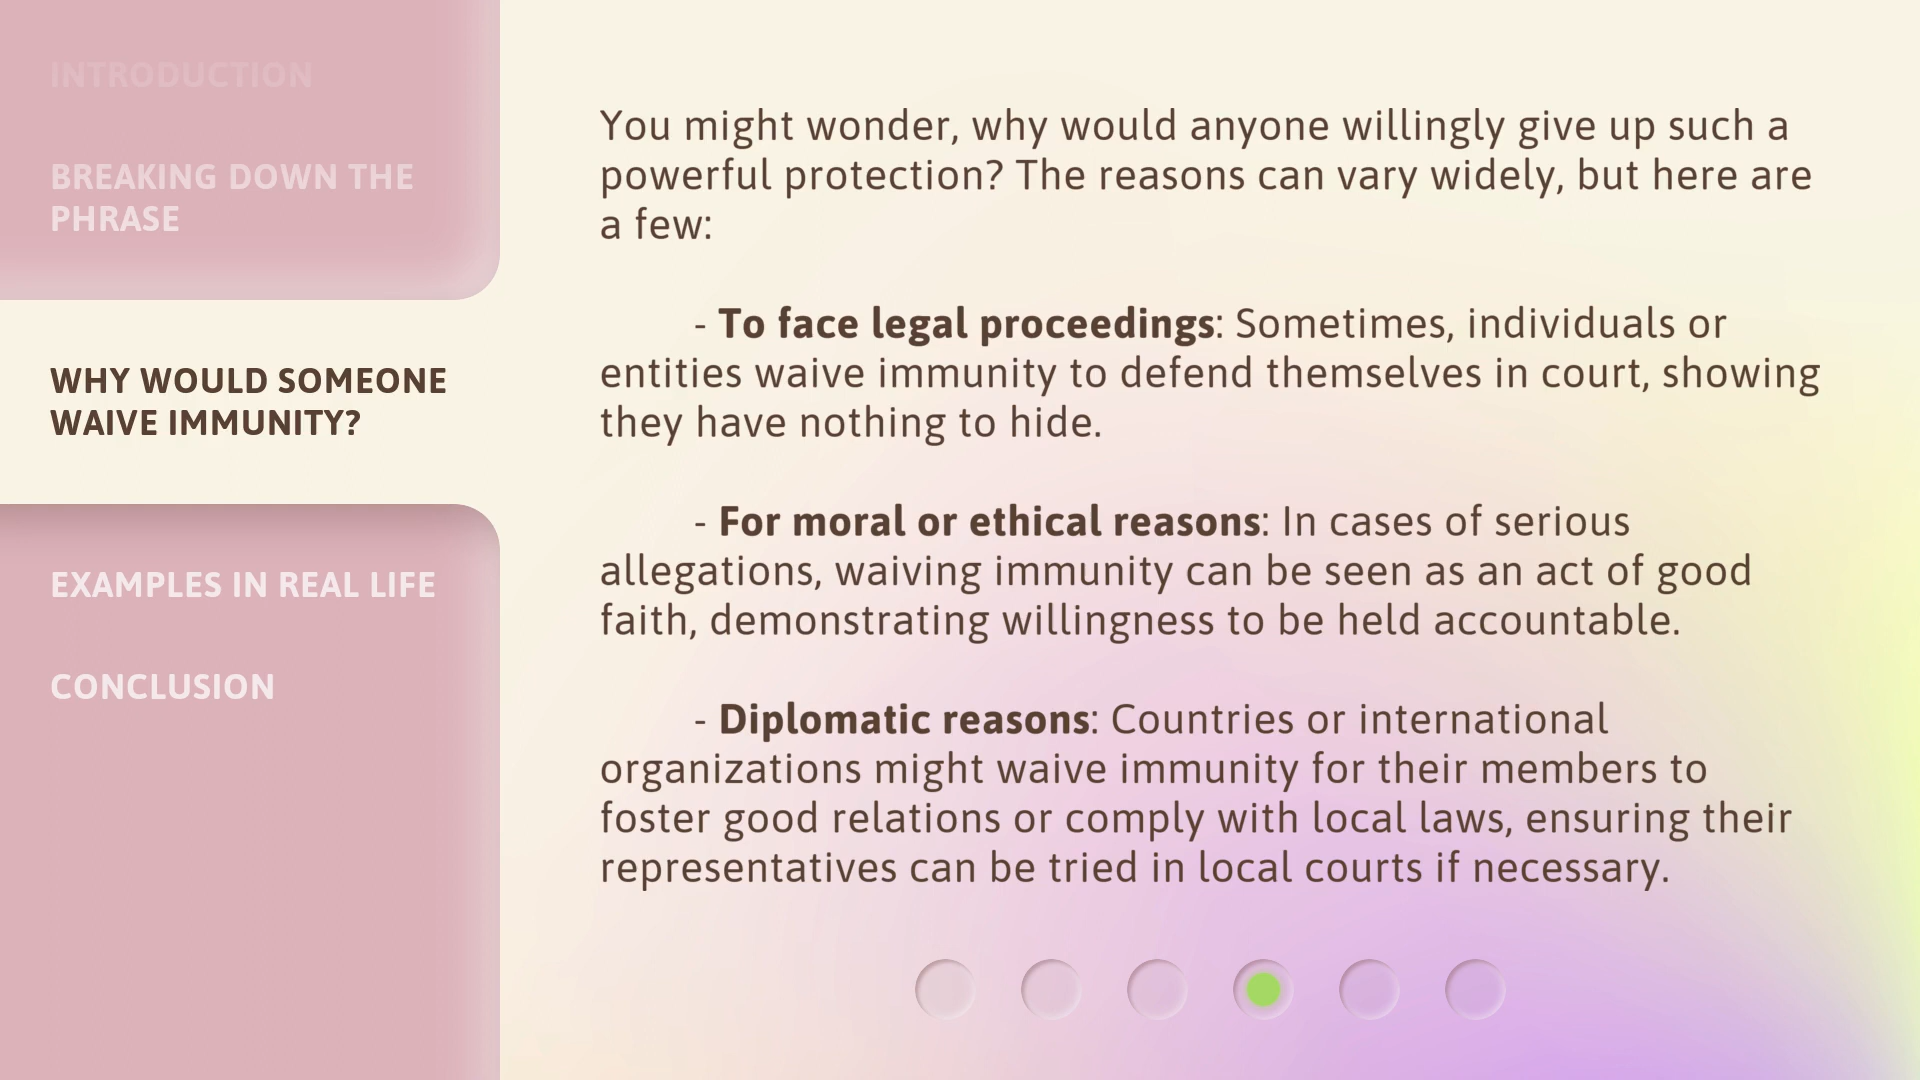 INTRODUCTION
BREAKING DOWN THE
PHRASE
WHY WOULD SOMEONE
WAIVE IMMUNITY?
EXAMPLES IN REAL LIFE
CONCLUSION
You might wonder, why would anyone willingly give up such a
powerful protection? The reasons can vary widely, but here are
a few:
- To face legal proceedings: Sometimes, individuals or
entities waive immunity to defend themselves in court, showing
they have nothing to hide.
- For moral or ethical reasons: In cases of serious
allegations, waiving immunity can be seen as an act of good
faith, demonstrating willingness to be held accountable.
- Diplomatic reasons: Countries or international
organizations might waive immunity for their members to
foster good relations or comply with local laws, ensuring their
representatives can be tried in local courts if necessary.